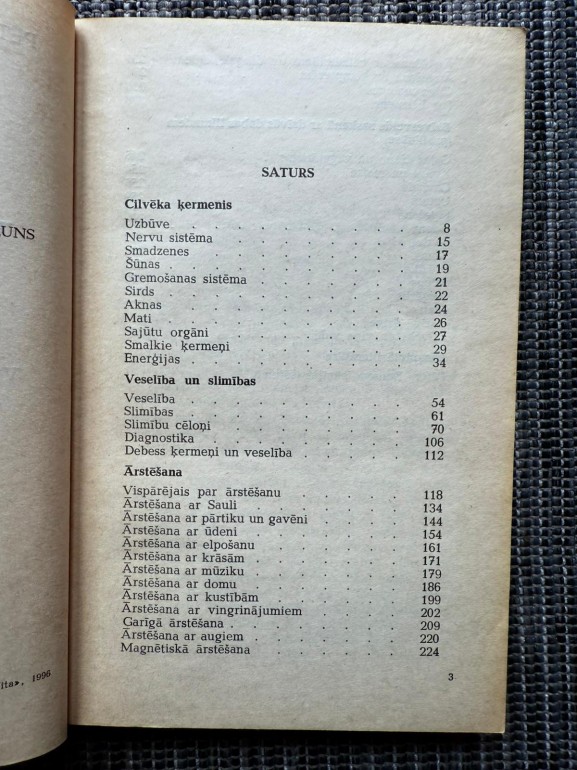 UNS
lta», 1996
SATURS
Cilvēka ķermenis
Uzbūve . . . . . . . . . 8
Nervu sistēma . . . . . . . 15
Smadzenes . . . . . . . . 17
Šūnas . . . . . . . . . 19
Gremošanas sistēma . . . . . . 21
Sirds . . . . . . . . . 22
Aknas . . . . . . . . . 24
Mati . . . . . . . . . 26
Sajūtu orgāni . . . . . . . 27
Smalkie ķermeņi . . . . . . 29
Enerģijas . . . . . . . . 34
Veselība un slimības
Veselība . . . . . . . . 54
Slimības . . . . . . . . 61
Slimību cēloņi . . . . . . . 70
Diagnostika . . . . . . . 106
Debess ķermeņi un veselība . . . . 112
Ārstēšana
Vispārējais par ārstēšanu . . . . 118
Ārstēšana ar Sauli . . . . . . 134
Ārstēšana ar pārtiku un gavēni . . . 144
Ārstēšana ar ūdeni . . . . . . 154
Ārstēšana ar elpošanu . . . . . 161
Ārstēšana ar krāsām . . . . . . 171
Ārstēšana ar mūziku . . . . . . 179
Ārstēšana ar domu . . . . . . 186
Ārstēšana ar kustībām . . . . . 199
Ārstēšana ar vingrinājumiem . . . . 202
Garīgā ārstēšana . . . . . . . 209
Ārstēšana ar augiem . . . . . . 220
Magnētiskā ārstēšana . . . . . 224
3